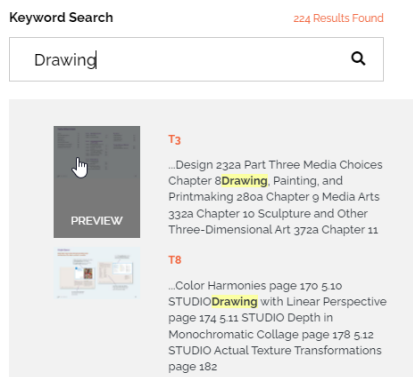 Keyword Search
224 Results Found
Drawing
T3
...Design 232a Part Three Media Choices
Chapter 8Drawing, Painting, and
Printmaking 280a Chapter 9 Media Arts
332a Chapter 10 Sculpture and Other
Three-Dimensional Art 372a Chapter 11
PREVIEW
T8
...Color Harmonies page 170 5.10
STUDIODrawing with Linear Perspective
page 174 5.11 STUDIO Depth in
Monochromatic Collage page 178 5.12
STUDIO Actual Texture Transformations
page 182